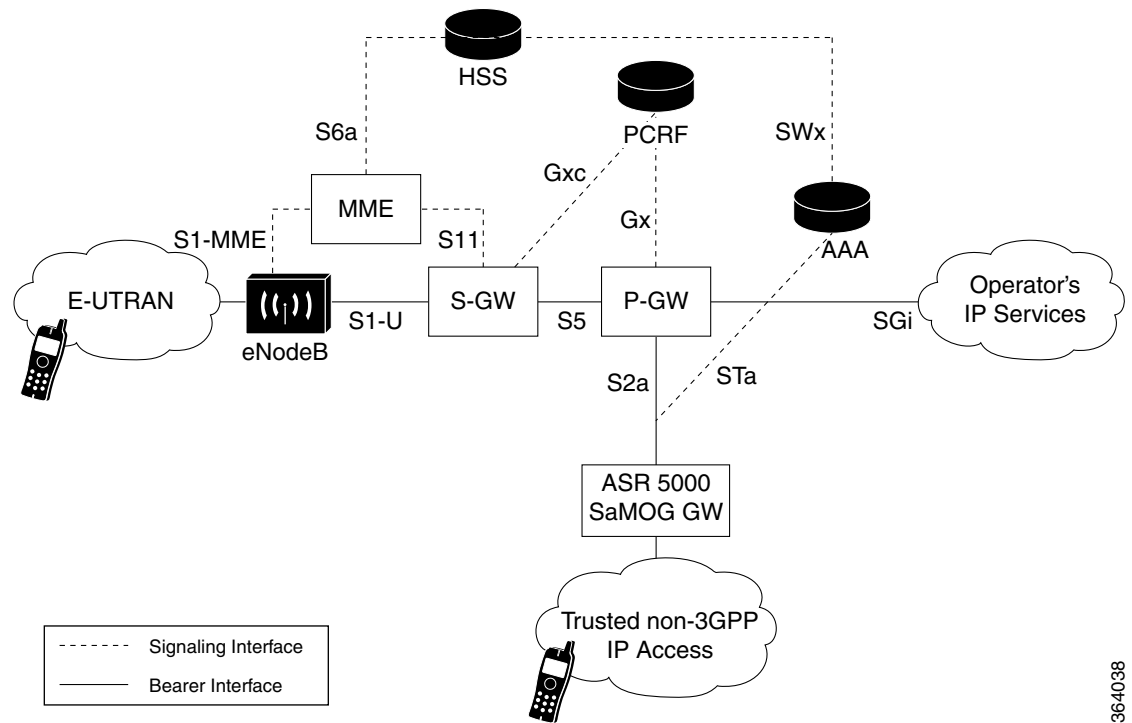 HSS
PCRF
S6a
SWx
Gxc
MME
Gx
S1-MME
S11
AAA
E-UTRAN
S-GW
P-GW
Operator's
IP Services
S1-U
S5
SGi
eNodeB
S2a
STa
ASR 5000
SaMOG GW
Trusted non-3GPP
IP Access
Signaling Interface
Bearer Interface
364038